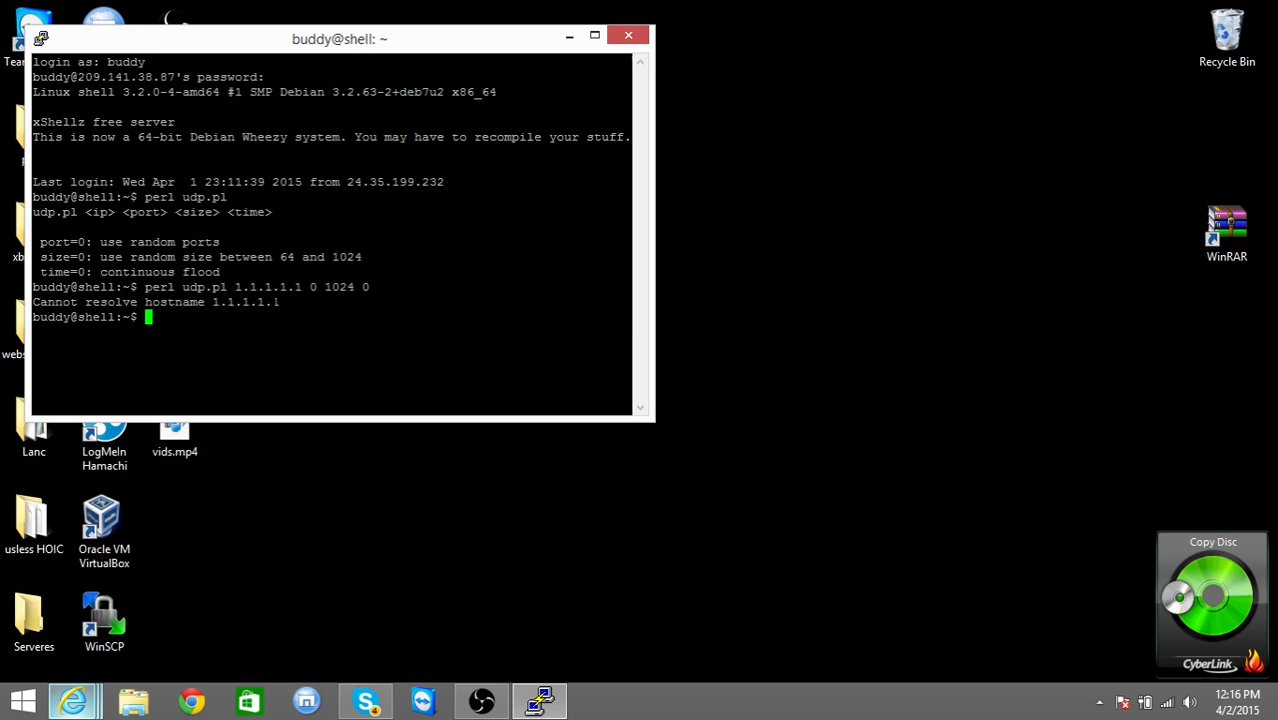 buddy@shell: ~
login as: buddy
buddy@209.141.38.87's password:
Linux shell 3.2.0-4-amd64 #1 SMP Debian 3.2.63-2+deb7u2 x86_64
xShellz free server
This is now a 64-bit Debian Wheezy system. You may have to recompile your stuff.
Last login: Wed Apr  1 23:11:39 2015 from 24.35.199.232
buddy@shell:~$ perl udp.pl
udp.pl <ip> <port> <size> <time>
port=0: use random ports
size=0: use random size between 64 and 1024
time=0: continuous flood
buddy@shell:~$ perl udp.pl 1.1.1.1.1 0 1024 0
Cannot resolve hostname 1.1.1.1.1
buddy@shell:~$
Recycle Bin
WinRAR
Lanc
LogMeIn
Hamachi
vids.mp4
usless HOIC
Oracle VM
VirtualBox
Serveres
WinSCP
Copy Disc
CyberLink
4
12:16 PM
4/2/2015